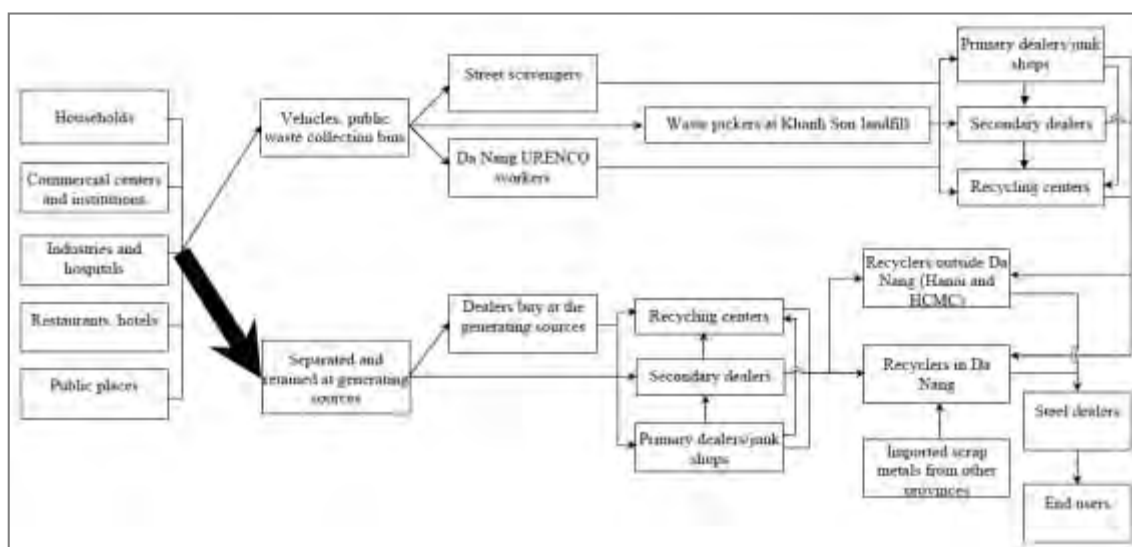 Households
Commercial centers
and institutions
Industries and
hospitals
Restaurants, hotels
Public places
Vehicles, public
waste collection bins
Separated and
retained at generating
sources
Street scavengers
Waste pickers at Khanh Son landfill
Da Nang URENCO
workers
Primary dealers/junk
shops
Secondary dealers
Recycling centers
Dealers buy at the
generating sources
Recycling centers
Secondary dealers
Primary dealers/junk
shops
Recyclers outside Da
Nang (Hanoi and
HCMC)
Recyclers in Da
Nang
Imported scrap
metals from other
provinces
Steel dealers
End users